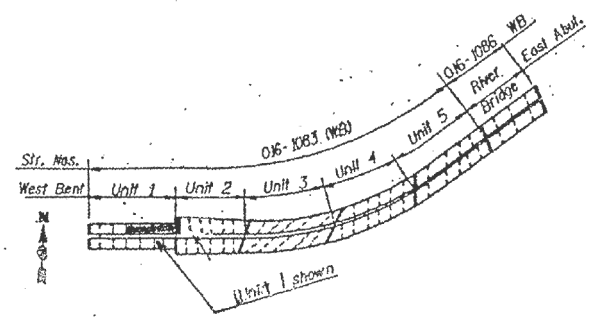 016-1086 WB
River Bridge
East Abut.
016-1083 (WB)
Unit 5
Unit 4
Str. Nos.
West Bent
Unit 1
Unit 2
Unit 3
N
Unit 1 shown